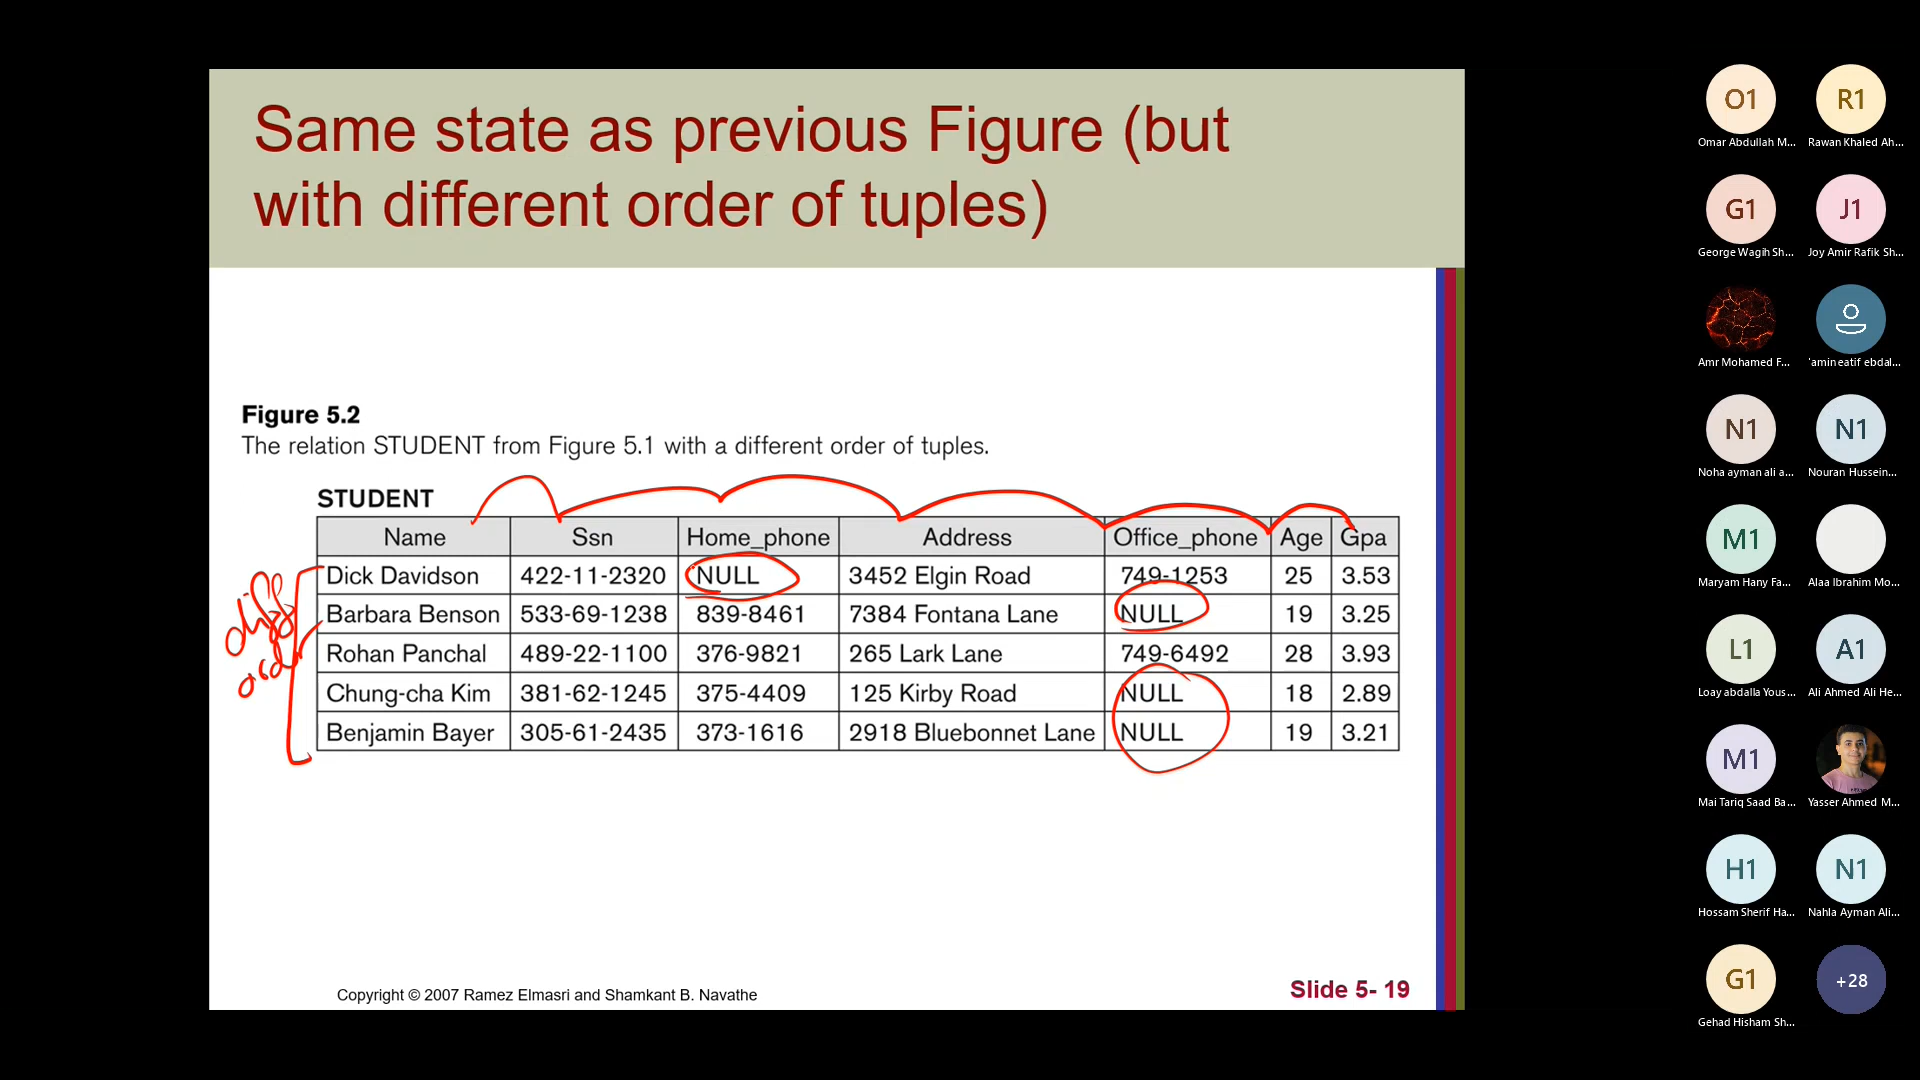 Same state as previous Figure (but
with different order of tuples)
Figure 5.2
The relation STUDENT from Figure 5.1 with a different order of tuples.
STUDENT
Name Ssn Home_phone Address Office_phone Age Gpa
Dick Davidson 422-11-2320 NULL 3452 Elgin Road 749-1253 25 3.53
Barbara Benson 533-69-1238 839-8461 7384 Fontana Lane NULL 19 3.25
Rohan Panchal 489-22-1100 376-9821 265 Lark Lane 749-6492 28 3.93
Chung-cha Kim 381-62-1245 375-4409 125 Kirby Road NULL 18 2.89
Benjamin Bayer 305-61-2435 373-1616 2918 Bluebonnet Lane NULL 19 3.21
diff
Copyright © 2007 Ramez Elmasri and Shamkant B. Navathe
Slide 5- 19
O1 R1
Omar Abdullah M... Rawan Khaled Ah...
G1 J1
George Wagih Sh... Joy Amir Rafik Sh...
Amr Mohamed F... 'amin eatif ebdal...
N1 N1
Noha ayman ali a... Nouran Hussein...
M1
Maryam Hany Fa... Alaa Ibrahim Mo...
L1 A1
Loay abdalla Yous... Ali Ahmed Ali He...
M1
Mai Tariq Saad Ba... Yasser Ahmed M...
H1 N1
Hossam Sherif Ha... Nahla Ayman Ali...
G1 +28
Gehad Hisham Sh...